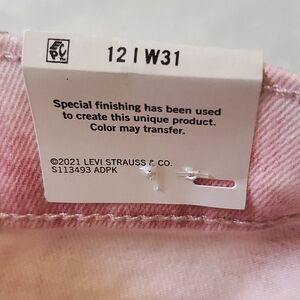 12 | W31
Special finishing has been used
to create this unique product.
Color may transfer.
©2021 LEVI STRAUSS & CO.
S113493 ADPK